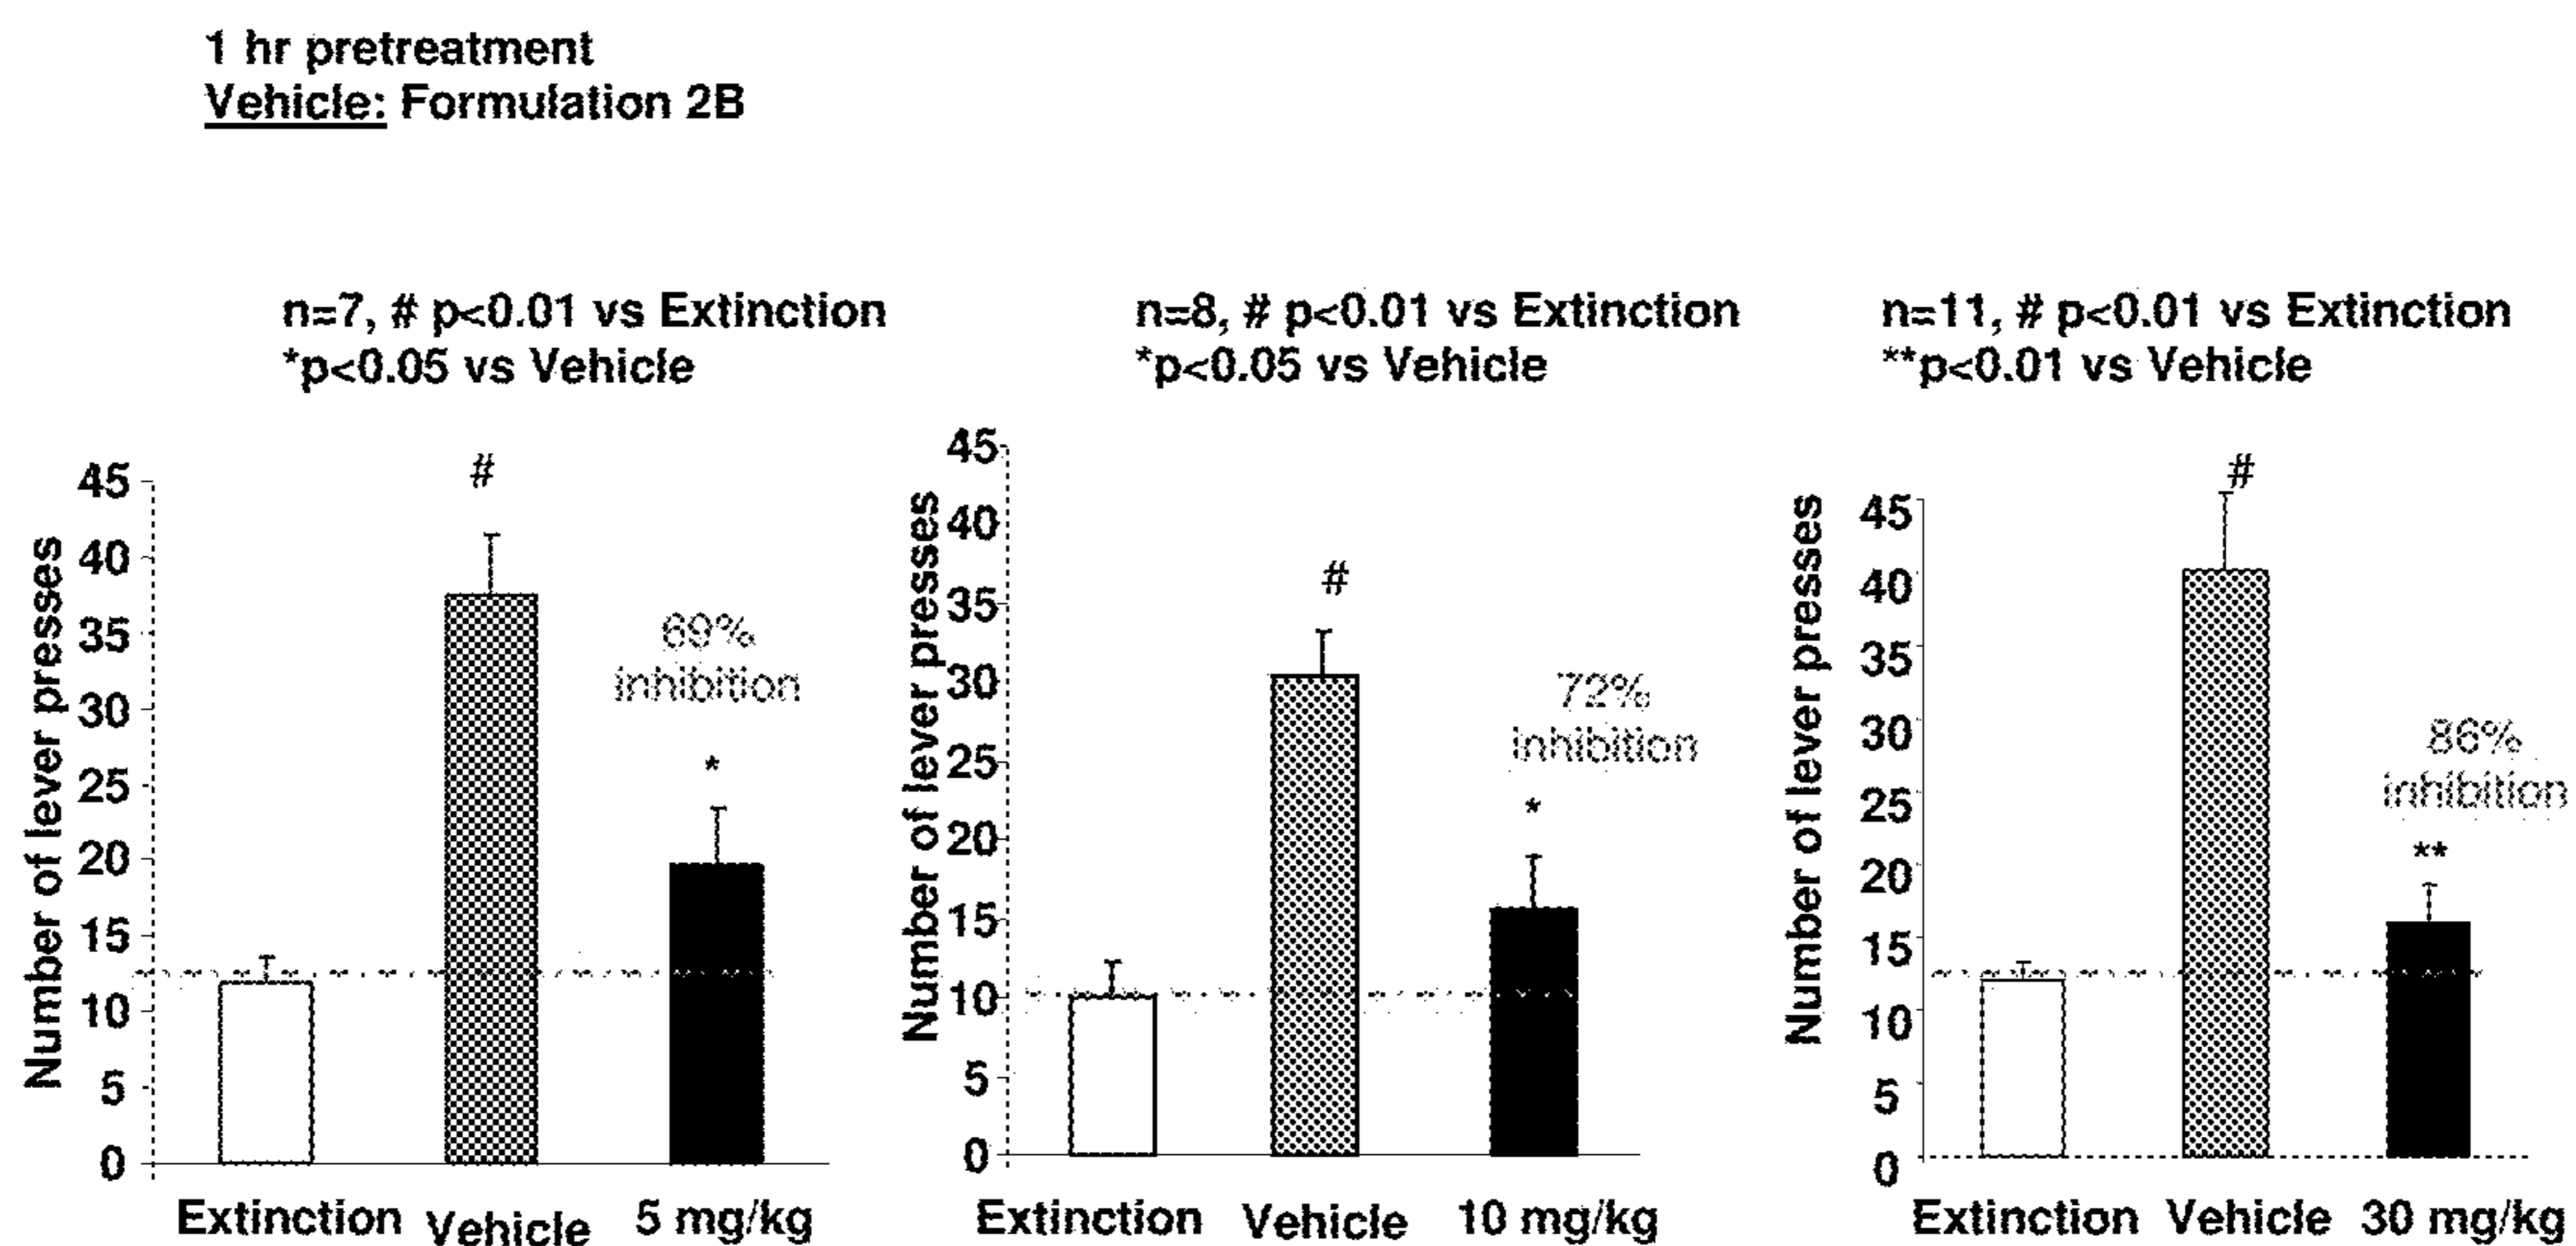 1 hr pretreatment
Vehicle: Formulation 2B
n=7, # p<0.01 vs Extinction
*p<0.05 vs Vehicle
Number of lever presses
45
40
35
30
25
20
15
10
5
0
#
69%
inhibition
*
Extinction Vehicle 5 mg/kg
n=8, # p<0.01 vs Extinction
*p<0.05 vs Vehicle
Number of lever presses
45
40
35
30
25
20
15
10
5
0
#
72%
inhibition
*
Extinction Vehicle 10 mg/kg
n=11, # p<0.01 vs Extinction
**p<0.01 vs Vehicle
Number of lever presses
45
40
35
30
25
20
15
10
5
0
#
86%
inhibition
**
Extinction Vehicle 30 mg/kg